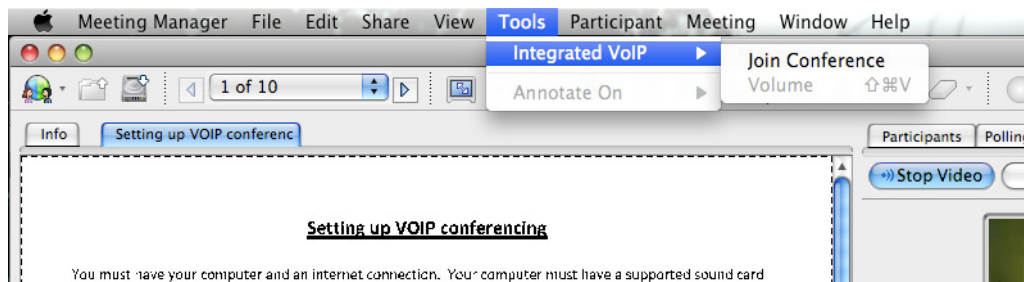 Meeting Manager File Edit Share View Tools Participant Meeting Window Help
Integrated VoIP
Join Conference
Annotate On
Volume ⇧⌘V
1 of 10
Info
Setting up VOIP conferenc
Participants
Polling
Stop Video
Setting up VOIP conferencing
You must have your computer and an internet connection. Your computer must have a supported sound card